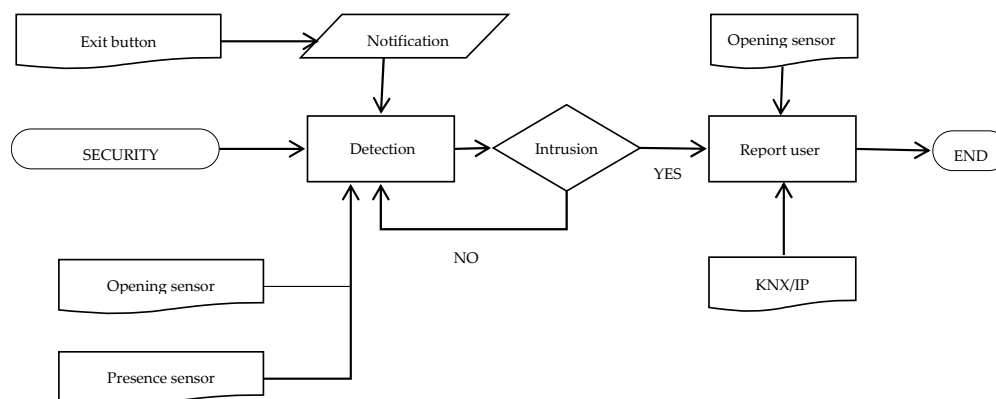 Exit button
Notification
Opening sensor
SECURITY
Detection
Intrusion
YES
Report user
END
NO
Opening sensor
KNX/IP
Presence sensor